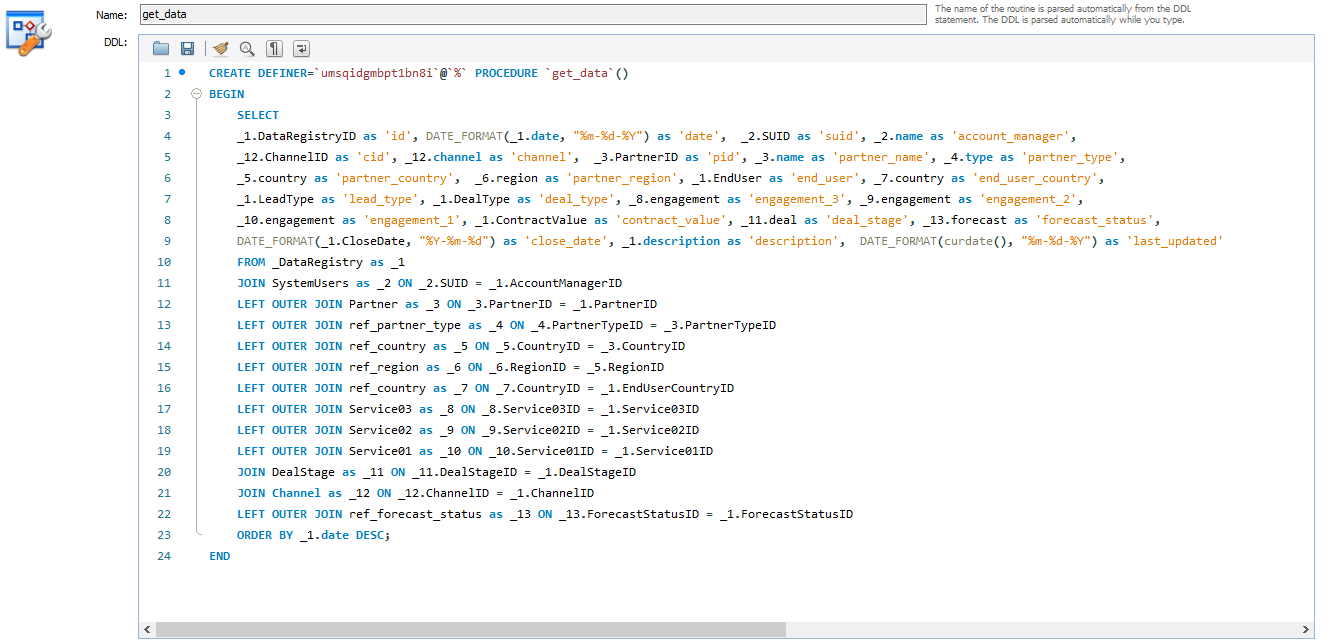 Name: get_data The name of the routine is parsed automatically from the DDL
statement. The DDL is parsed automatically while you type.
DDL:
1 CREATE DEFINER=`umsqidgmbpt1bn8i`@`%` PROCEDURE `get_data`()
2 BEGIN
3 SELECT
4 _1.DataRegistryID as 'id', DATE_FORMAT(_1.date, "%m-%d-%Y") as 'date',  _2.SUID as 'suid', _2.name as 'account_manager',
5 _12.ChannelID as 'cid', _12.channel as 'channel',  _3.PartnerID as 'pid', _3.name as 'partner_name', _4.type as 'partner_type',
6 _5.country as 'partner_country',  _6.region as 'partner_region', _1.EndUser as 'end_user', _7.country as 'end_user_country',
7 _1.LeadType as 'lead_type', _1.DealType as 'deal_type', _8.engagement as 'engagement_3', _9.engagement as 'engagement_2',
8 _10.engagement as 'engagement_1', _1.ContractValue as 'contract_value', _11.deal as 'deal_stage', _13.forecast as 'forecast_status',
9 DATE_FORMAT(_1.CloseDate, "%Y-%m-%d") as 'close_date', _1.description as 'description',  DATE_FORMAT(curdate(), "%m-%d-%Y") as 'last_updated'
10 FROM _DataRegistry as _1
11 JOIN SystemUsers as _2 ON _2.SUID = _1.AccountManagerID
12 LEFT OUTER JOIN Partner as _3 ON _3.PartnerID = _1.PartnerID
13 LEFT OUTER JOIN ref_partner_type as _4 ON _4.PartnerTypeID = _3.PartnerTypeID
14 LEFT OUTER JOIN ref_country as _5 ON _5.CountryID = _3.CountryID
15 LEFT OUTER JOIN ref_region as _6 ON _6.RegionID = _5.RegionID
16 LEFT OUTER JOIN ref_country as _7 ON _7.CountryID = _1.EndUserCountryID
17 LEFT OUTER JOIN Service03 as _8 ON _8.Service03ID = _1.Service03ID
18 LEFT OUTER JOIN Service02 as _9 ON _9.Service02ID = _1.Service02ID
19 LEFT OUTER JOIN Service01 as _10 ON _10.Service01ID = _1.Service01ID
20 JOIN DealStage as _11 ON _11.DealStageID = _1.DealStageID
21 JOIN Channel as _12 ON _12.ChannelID = _1.ChannelID
22 LEFT OUTER JOIN ref_forecast_status as _13 ON _13.ForecastStatusID = _1.ForecastStatusID
23 ORDER BY _1.date DESC;
24 END